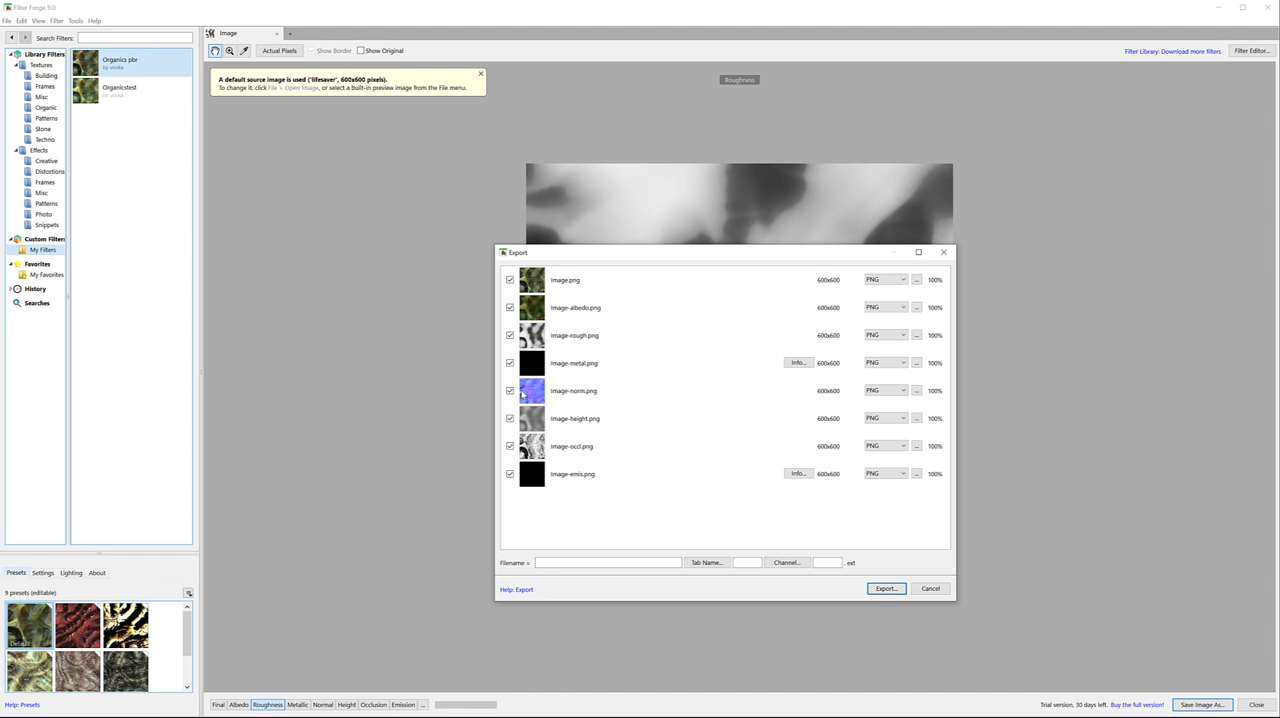 Filter Forge 9.0
File Edit View Filter Tools Help
Search Filters:
Library Filters
Textures
Building
Frames
Misc
Organic
Patterns
Stone
Techno
Effects
Creative
Distortions
Frames
Misc
Patterns
Photo
Snippets
Custom Filters
My Filters
Favorites
My Favorites
History
Searches
Organics pbr
by vovka
Organicstest
by vovka
Presets Settings Lighting About
9 presets (editable)
Default
Help: Presets
Image
Actual Pixels Show Border Show Original
Filter Library: Download more filters Filter Editor...
A default source image is used ('lifesaver', 600x600 pixels).
To change it, click File > Open Image, or select a built-in preview image from the File menu.
Roughness
Export
Image.png 600x600 PNG ... 100%
Image-albedo.png 600x600 PNG ... 100%
Image-rough.png 600x600 PNG ... 100%
Image-metal.png Info... 600x600 PNG ... 100%
Image-norm.png 600x600 PNG ... 100%
Image-height.png 600x600 PNG ... 100%
Image-occl.png 600x600 PNG ... 100%
Image-emis.png Info... 600x600 PNG ... 100%
Filename = Tab Name... Channel... . ext
Help: Export Export... Cancel
Final Albedo Roughness Metallic Normal Height Occlusion Emission ...
Trial version, 30 days left. Buy the full version! Save Image As... Close